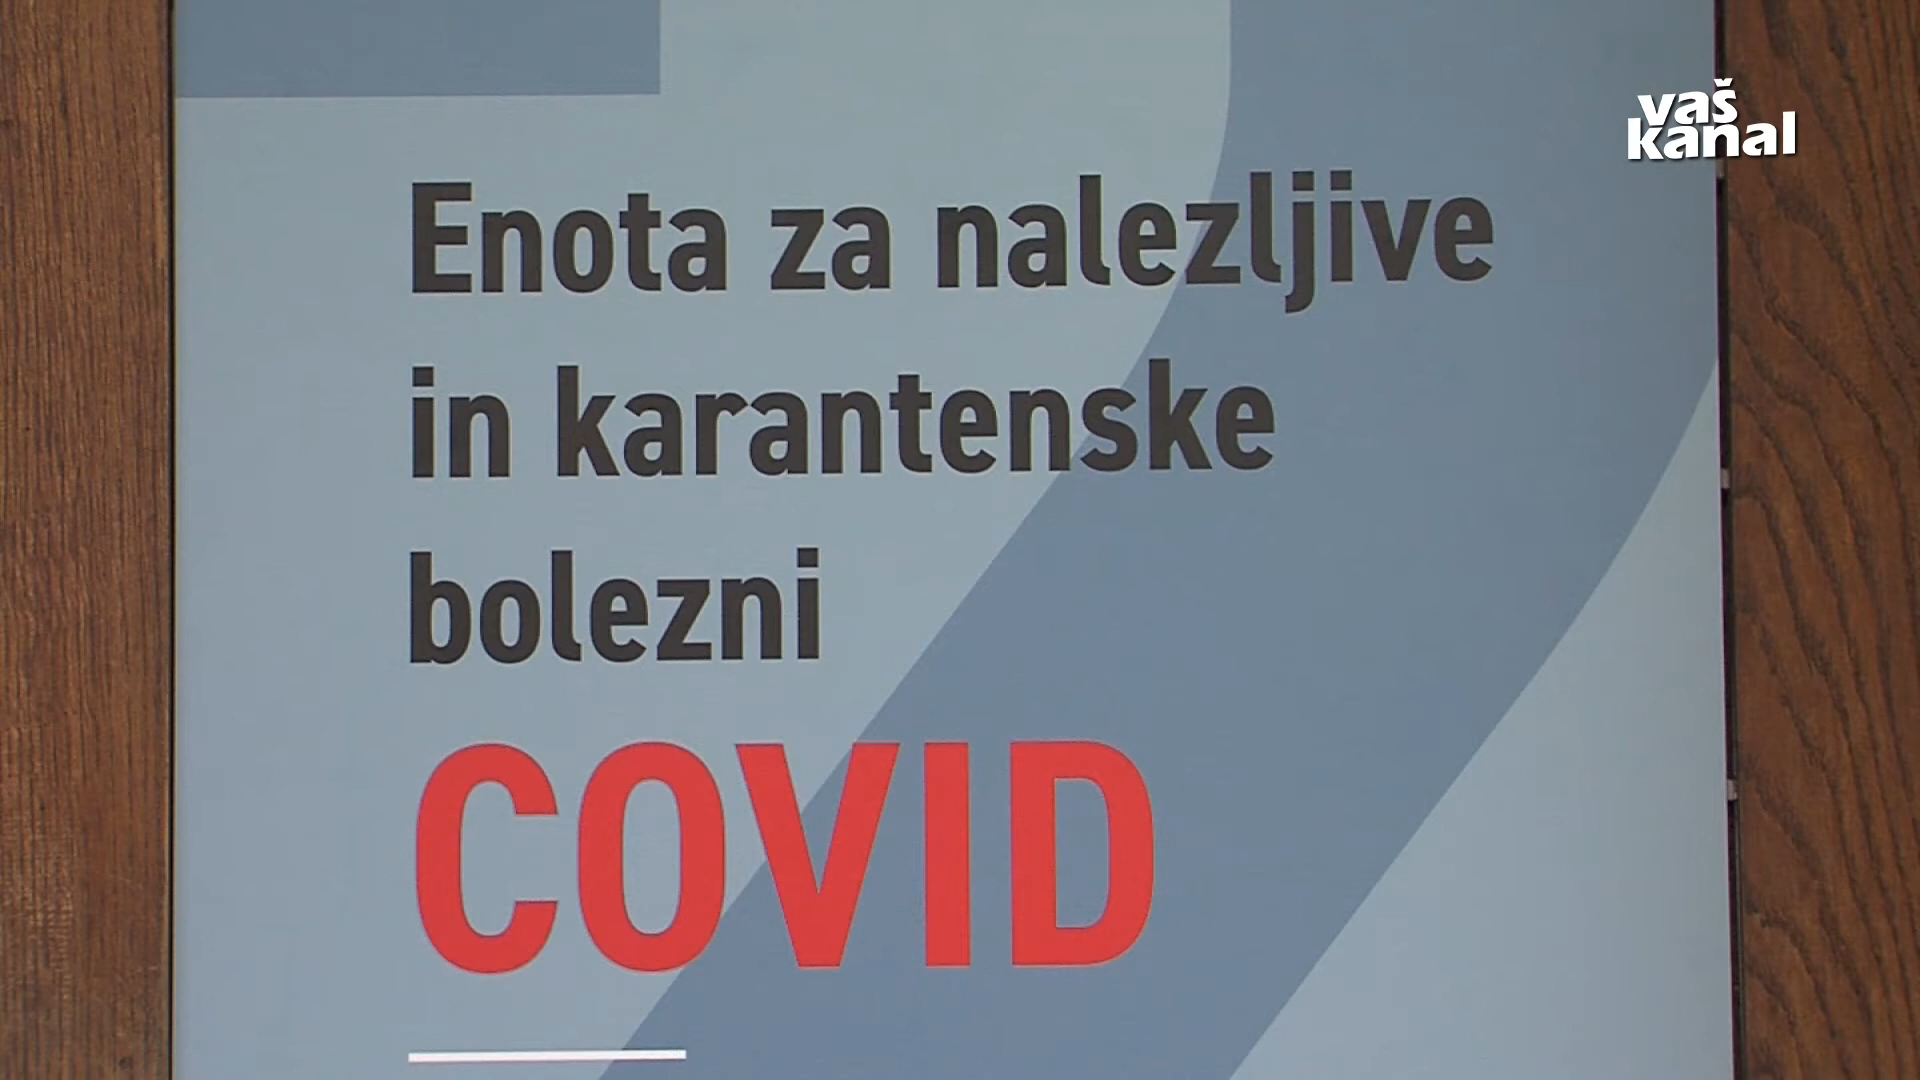 vaš
kanal
Enota za nalezljive
in karantenske
bolezni
COVID